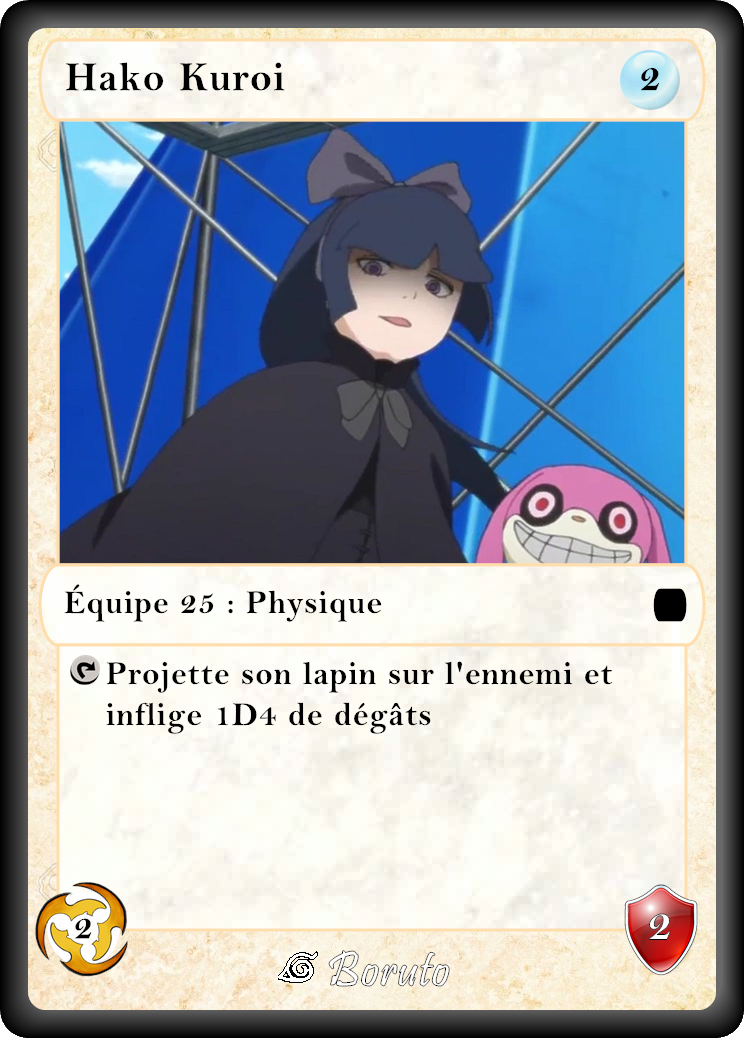 Hako Kuroi
2
Équipe 25 : Physique
Projette son lapin sur l'ennemi et
inflige 1D4 de dégâts
2
2
Boruto